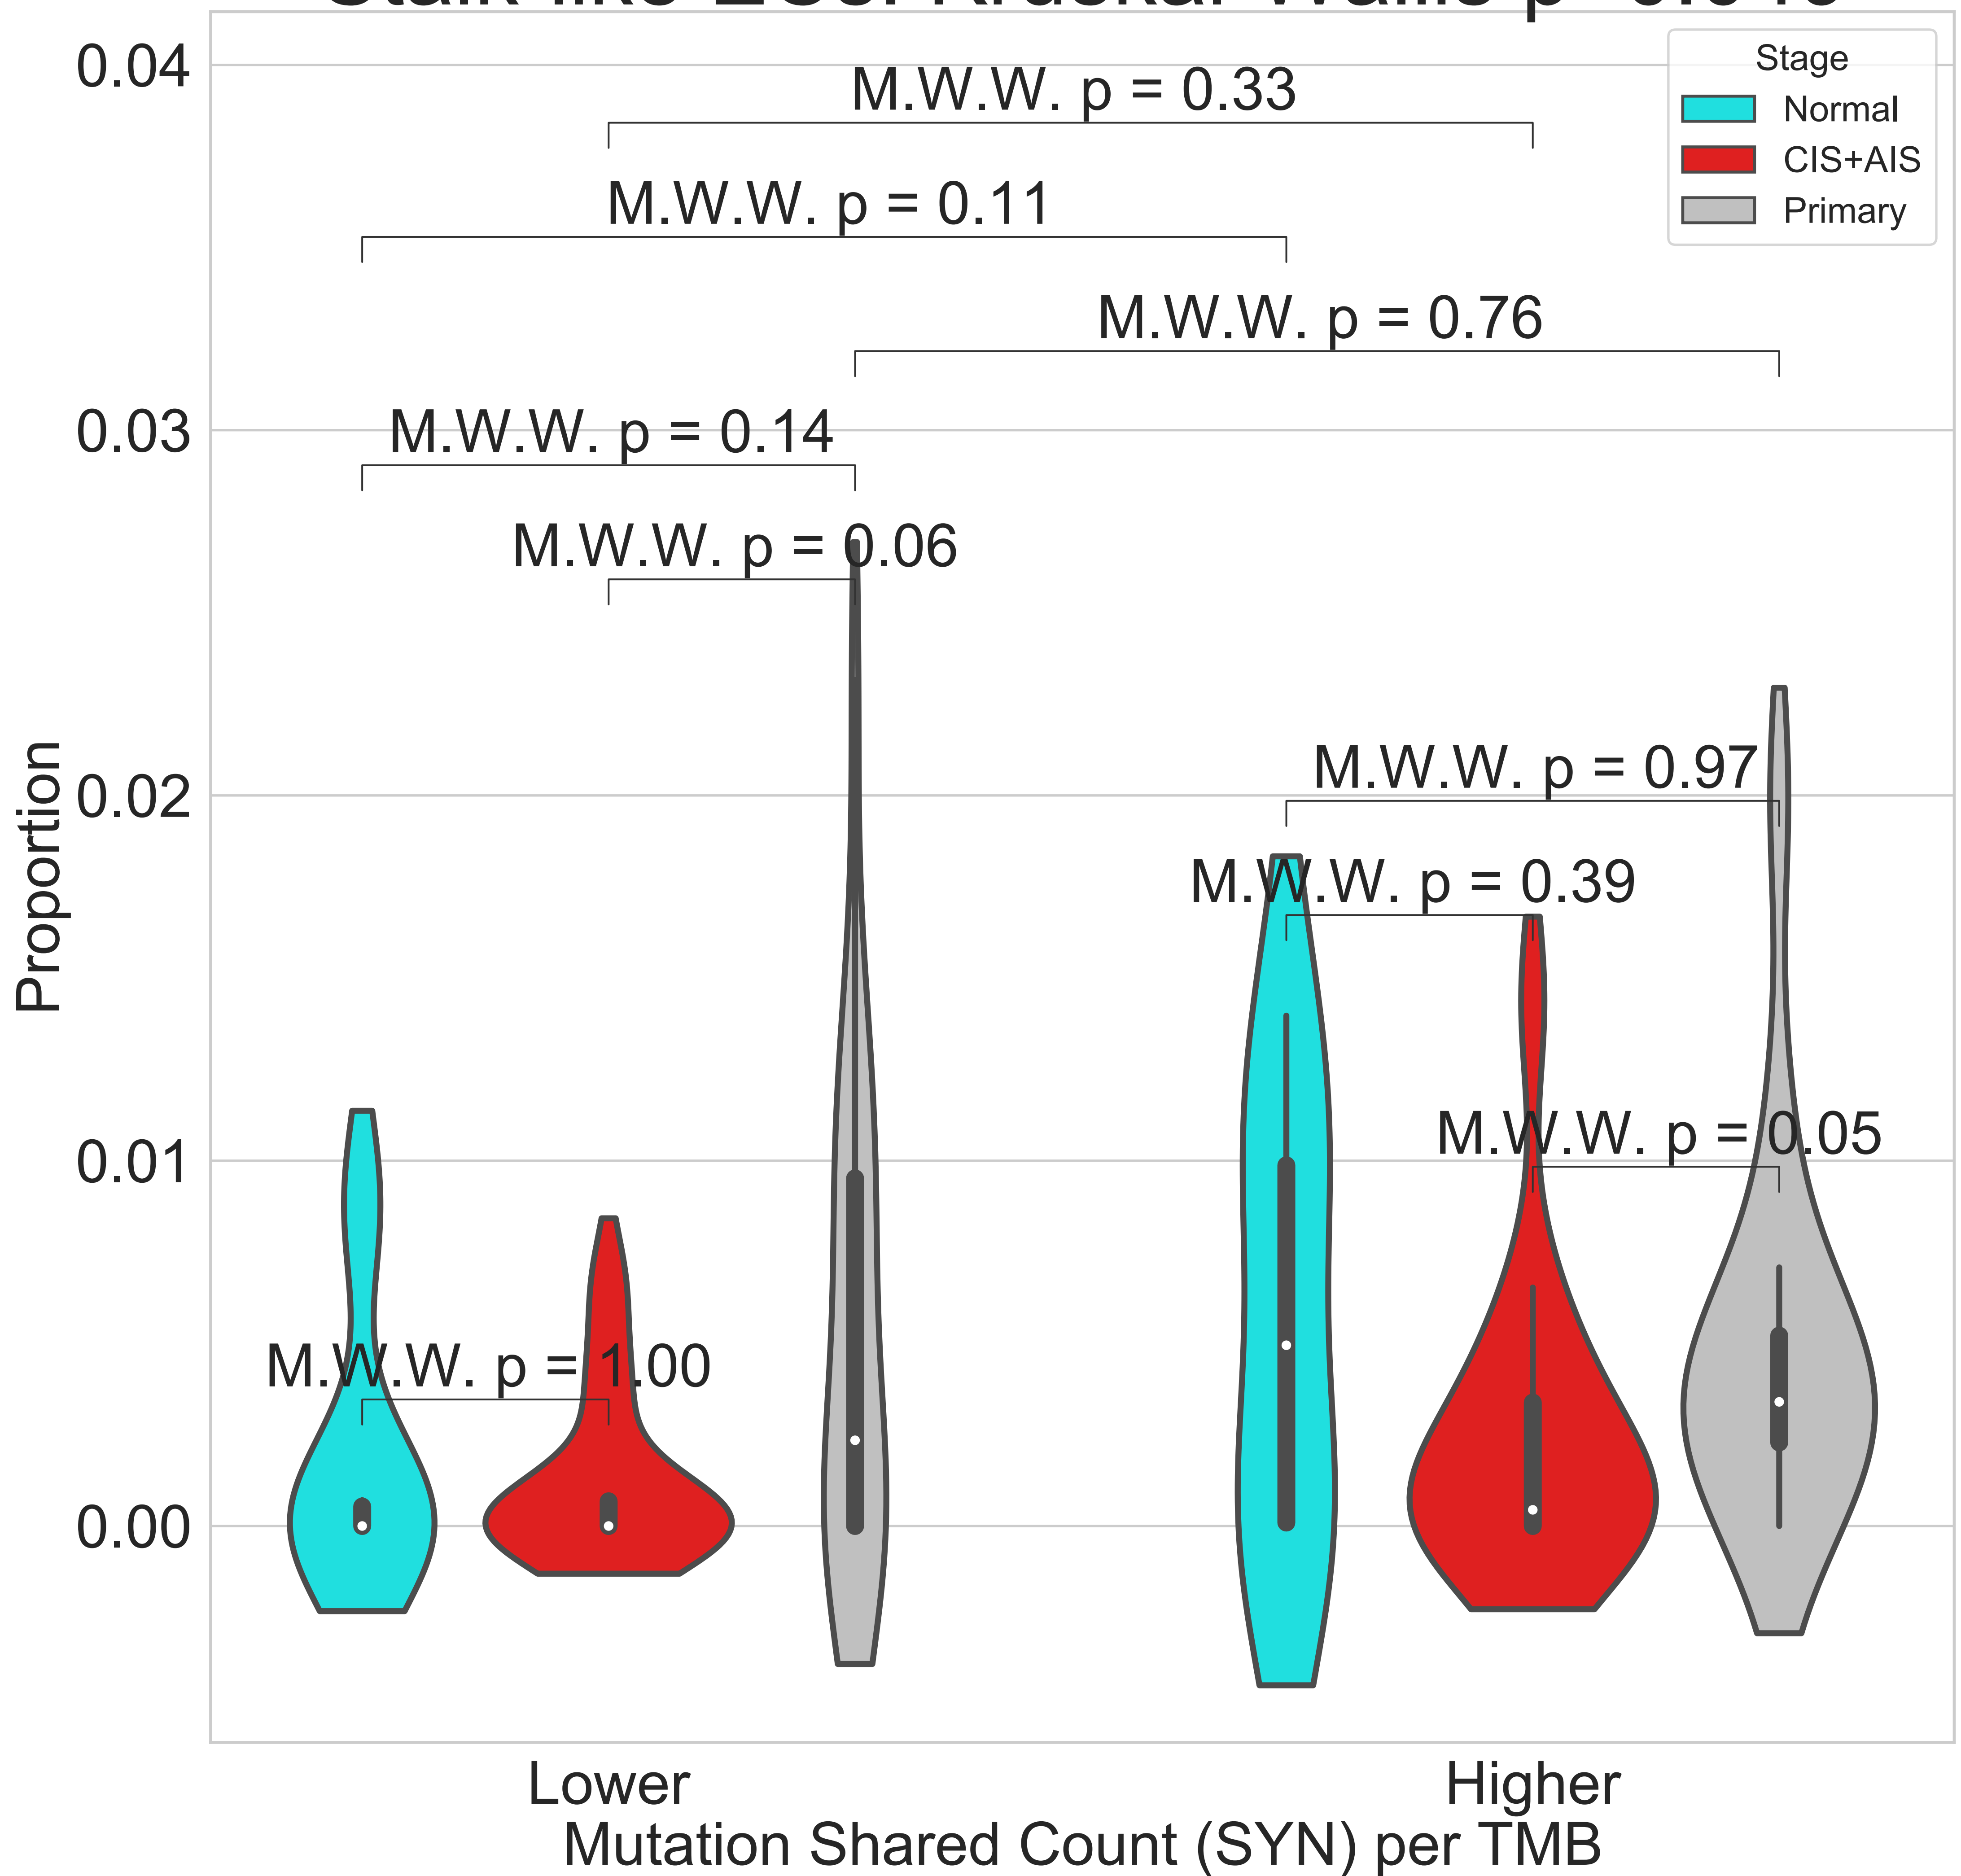 0.04
0.03
0.02
0.01
0.00
Proportion
Stage
Normal
CIS+AIS
Primary
M.W.W. p = 0.33
M.W.W. p = 0.11
M.W.W. p = 0.76
M.W.W. p = 0.14
M.W.W. p = 0.06
M.W.W. p = 0.97
M.W.W. p = 0.39
M.W.W. p = 0.05
M.W.W. p = 1.00
Lower
Higher
Mutation Shared Count (SYN) per TMB